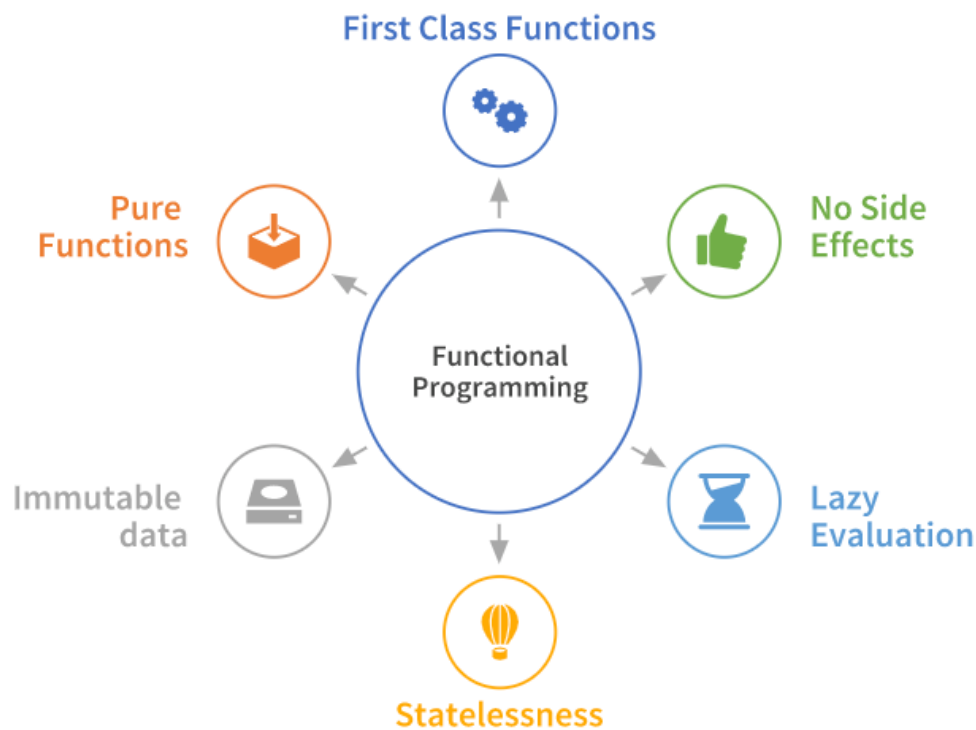 First Class Functions
Pure
Functions
No Side
Effects
Functional
Programming
Immutable
data
Lazy
Evaluation
Statelessness